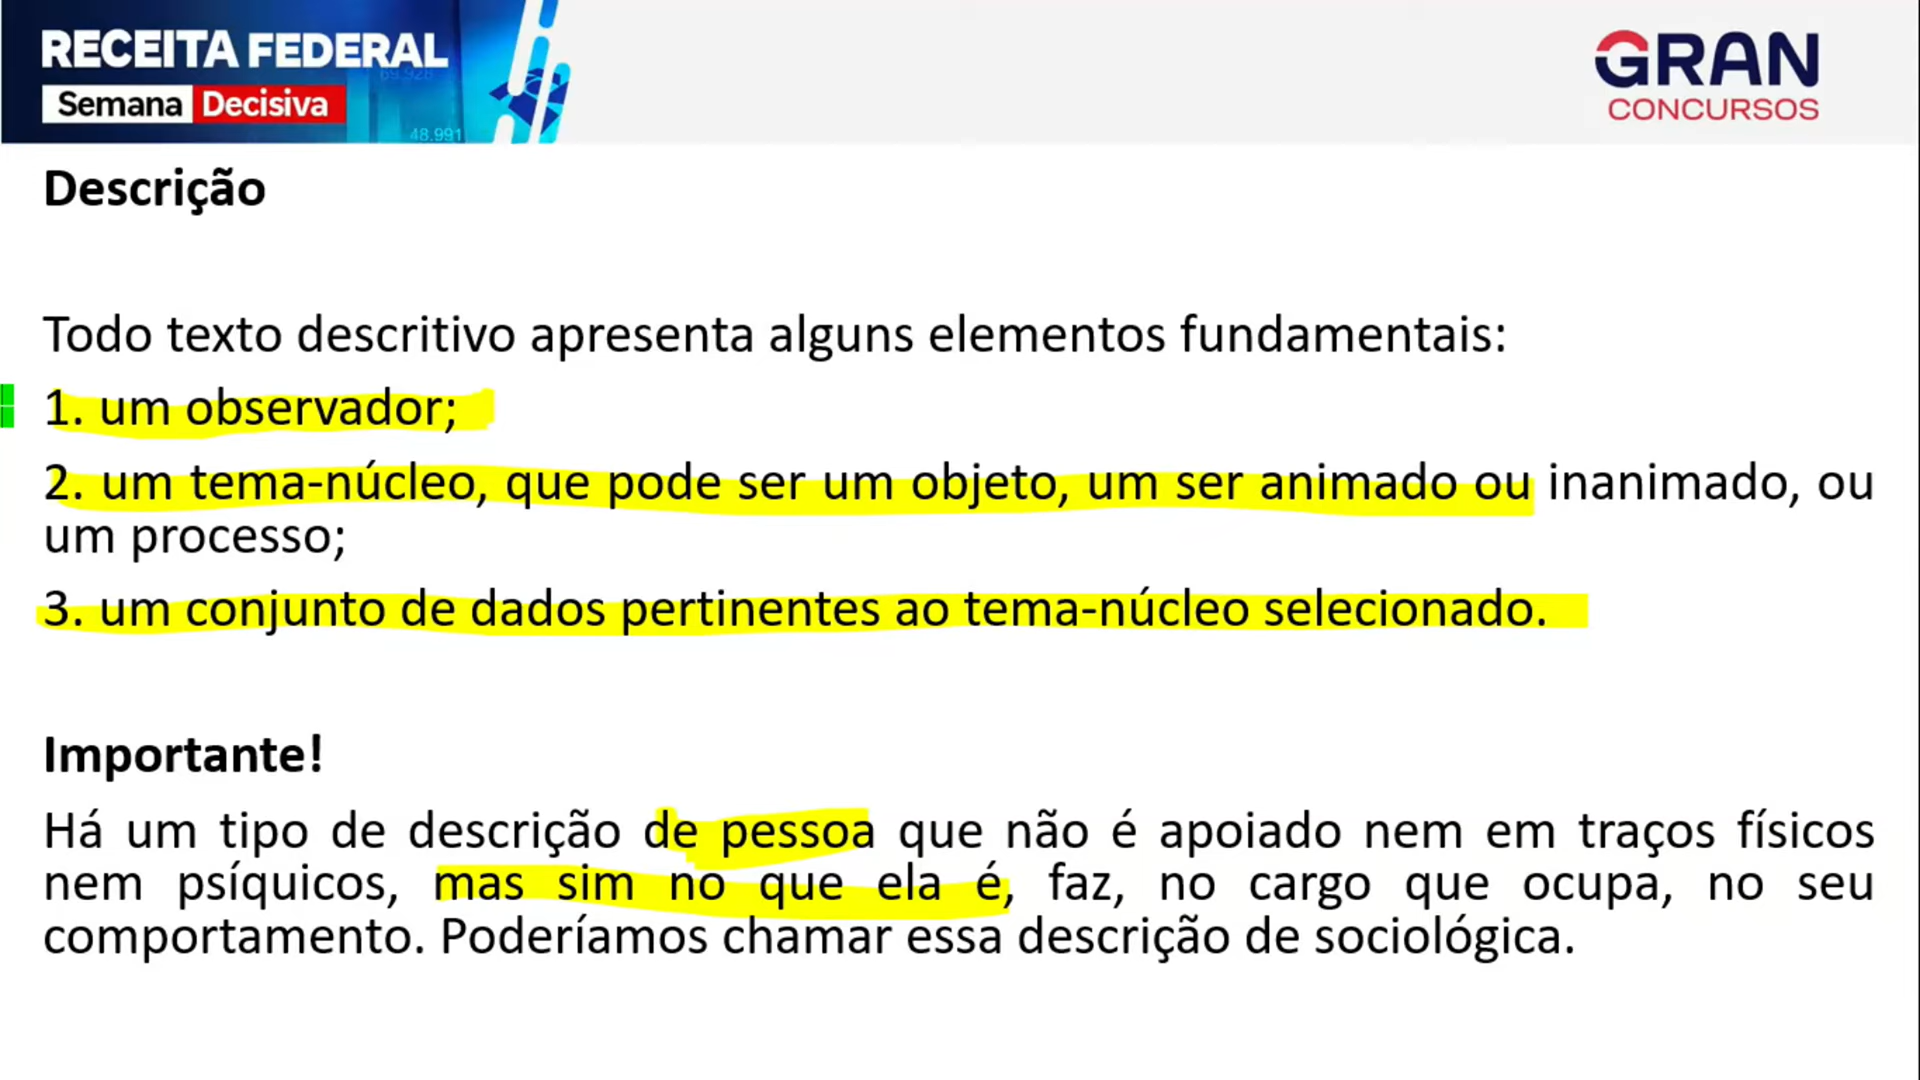 RECEITA FEDERAL
69.928
Semana Decisiva
48.991
GRAN
CONCURSOS
Descrição
Todo texto descritivo apresenta alguns elementos fundamentais:
1. um observador;
2. um tema-núcleo, que pode ser um objeto, um ser animado ou inanimado, ou
um processo;
3. um conjunto de dados pertinentes ao tema-núcleo selecionado.
Importante!
Há um tipo de descrição de pessoa que não é apoiado nem em traços físicos
nem psíquicos, mas sim no que ela é, faz, no cargo que ocupa, no seu
comportamento. Poderíamos chamar essa descrição de sociológica.